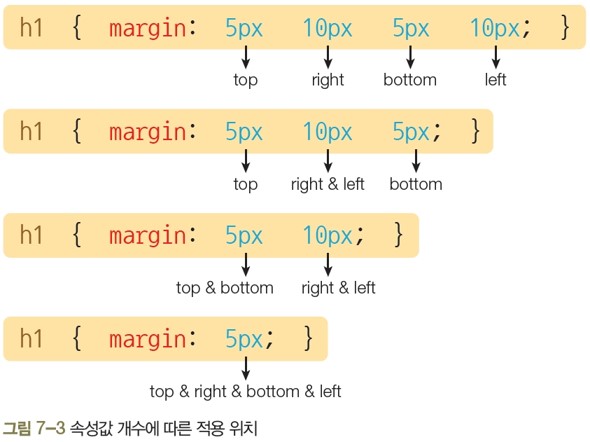 h1 { margin: 5px 10px 5px 10px; }
top right bottom left
h1 { margin: 5px 10px 5px; }
top right & left bottom
h1 { margin: 5px 10px; }
top & bottom right & left
h1 { margin: 5px; }
top & right & bottom & left
그림 7-3 속성값 개수에 따른 적용 위치